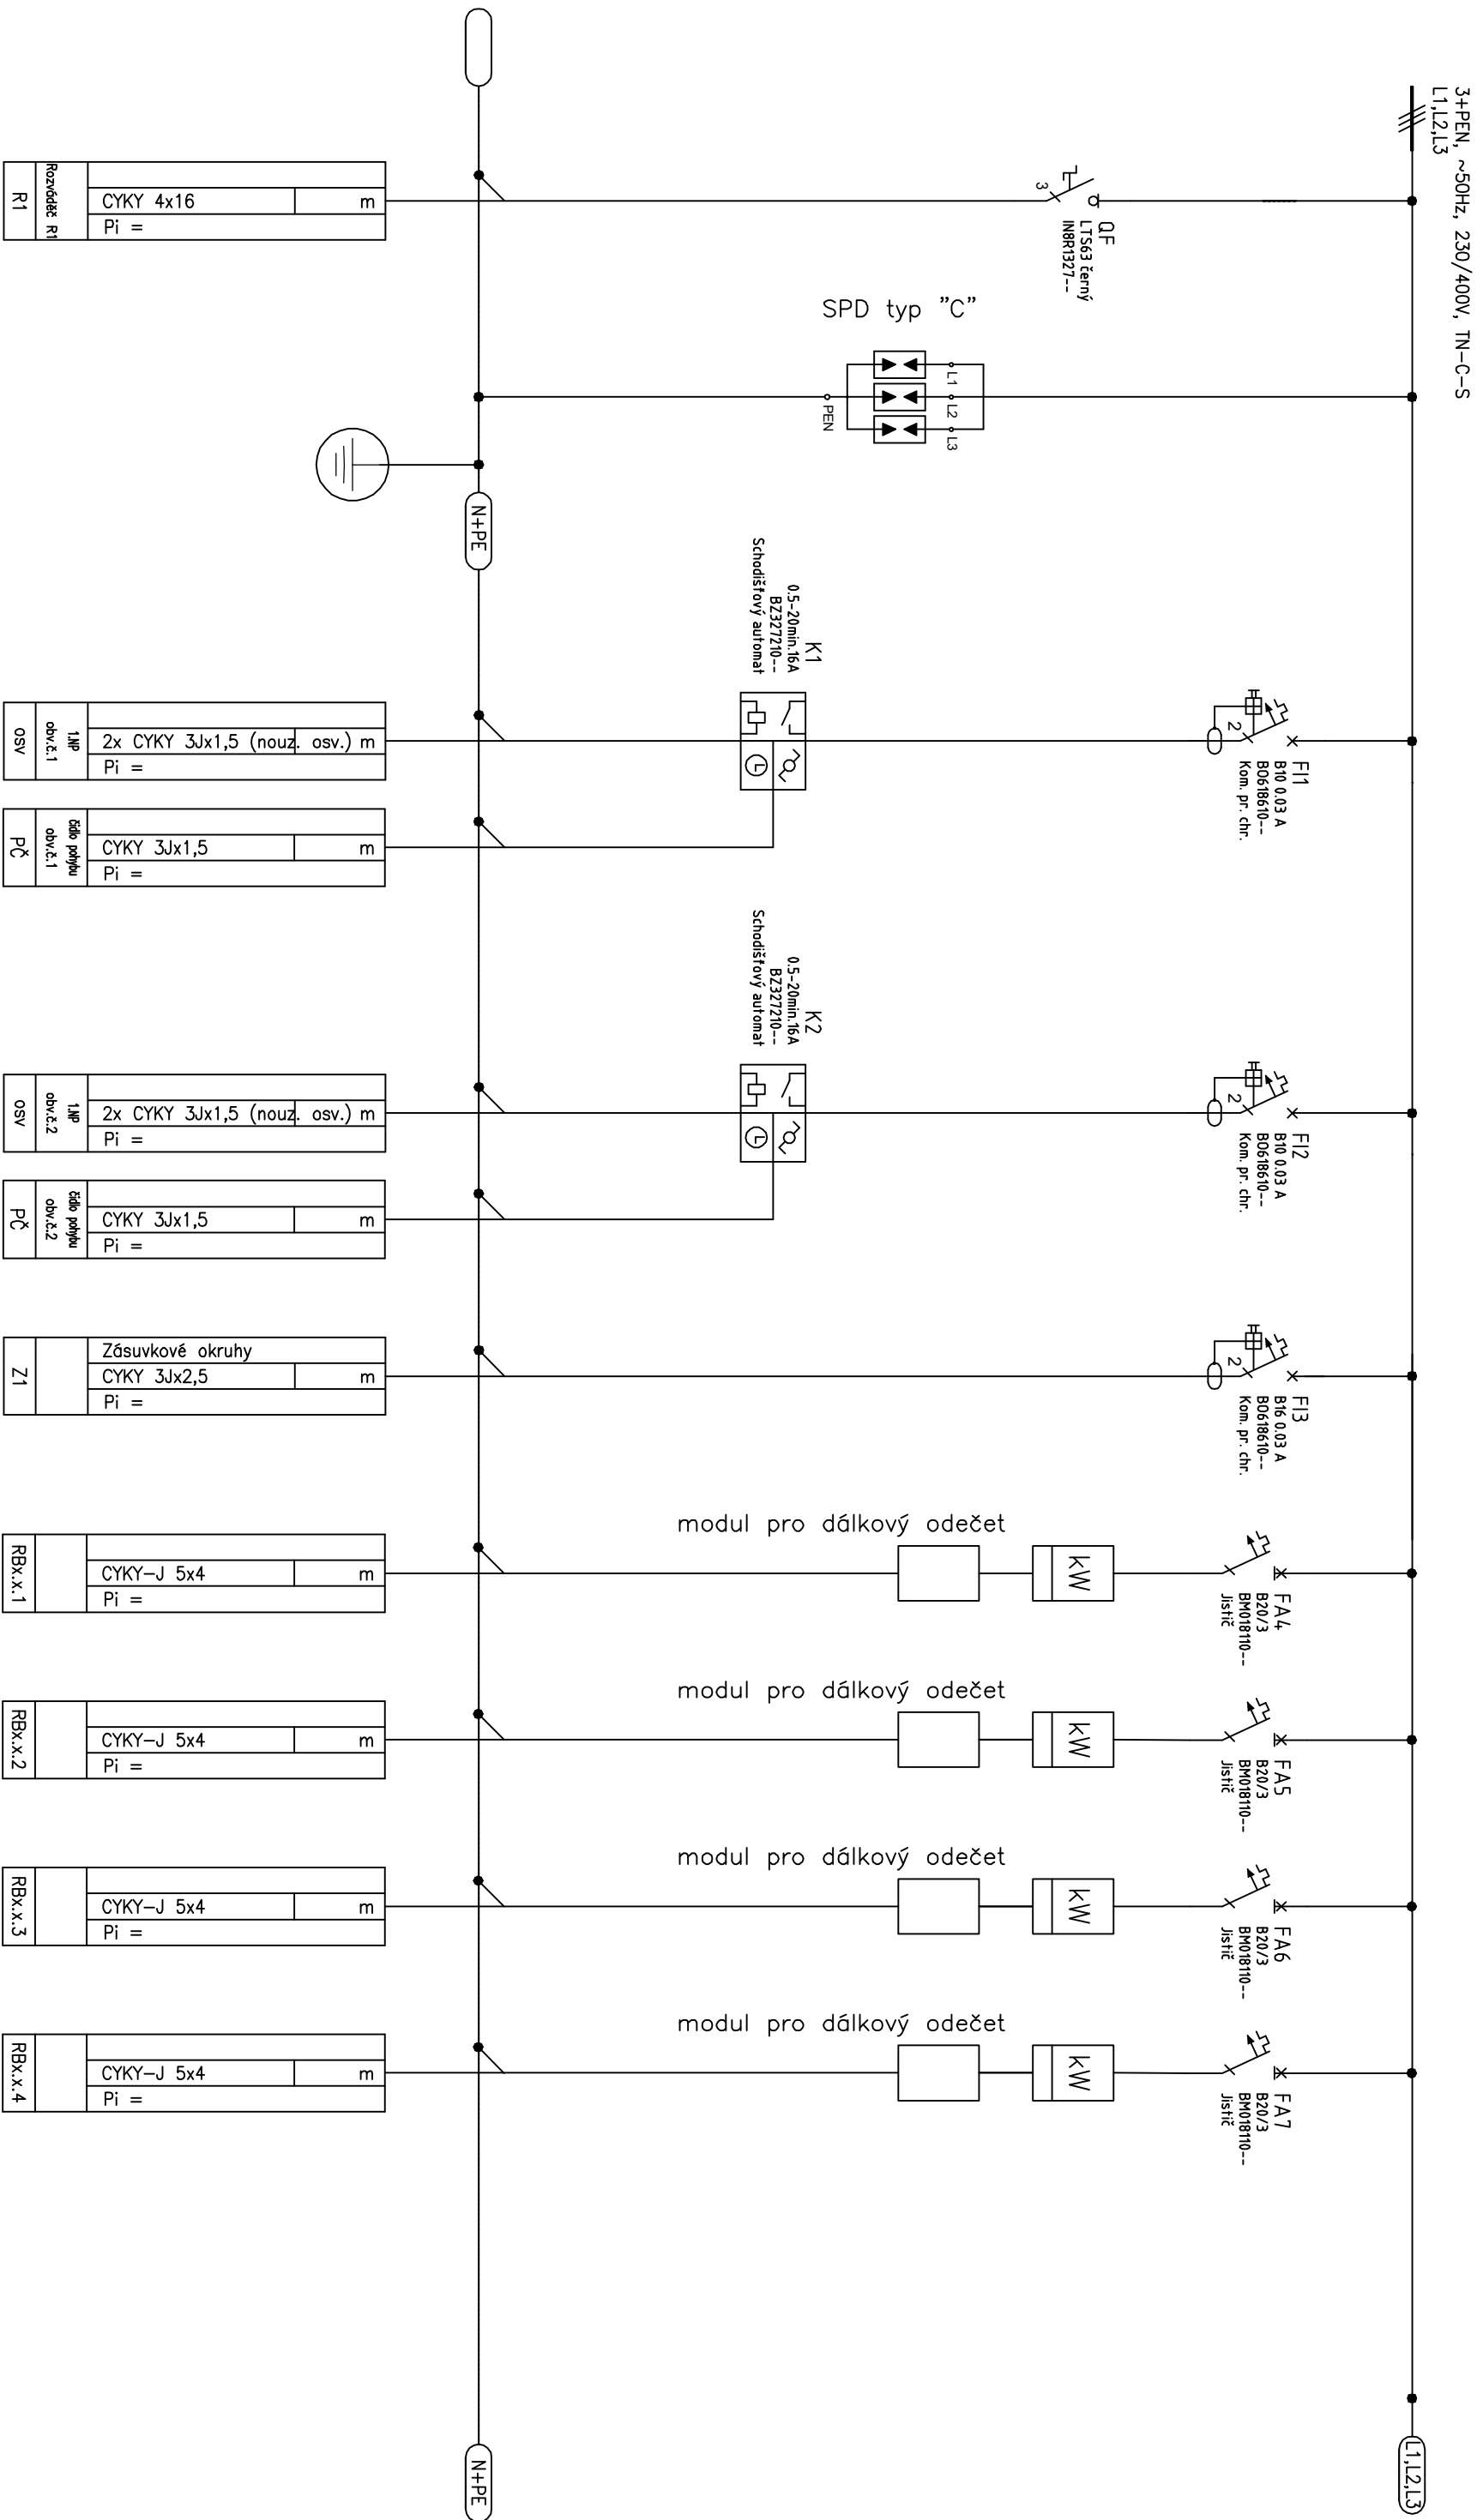 3+PEN, ~50Hz, 230/400V, TN-C-S
L1,L2,L3
QF
LTS63 černý
IN8R1327--
3
SPD typ "C"
L1
L2
L3
PEN
N+PE
R1
Rozváděč R1
CYKY 4x16
m
Pi =
FI1
B10 0.03 A
BO618610--
Kom. pr. chr.
2
K1
0.5-20min.16A
BZ327210--
Schodišťový automat
osv
1.NP
obv.č.1
2x CYKY 3Jx1,5 (nouz. osv.) m
Pi =
PČ
čidlo pohybu
obv.č.1
CYKY 3Jx1,5
m
Pi =
FI2
B10 0.03 A
BO618610--
Kom. pr. chr.
2
K2
0.5-20min.16A
BZ327210--
Schodišťový automat
osv
1.NP
obv.č.2
2x CYKY 3Jx1,5 (nouz. osv.) m
Pi =
PČ
čidlo pohybu
obv.č.2
CYKY 3Jx1,5
m
Pi =
FI3
B16 0.03 A
BO618610--
Kom. pr. chr.
2
Z1
Zásuvkové okruhy
CYKY 3Jx2,5
m
Pi =
FA4
B20/3
BM018110--
Jistič
kW
modul pro dálkový odečet
RBx.x.1
CYKY-J 5x4
m
Pi =
FA5
B20/3
BM018110--
Jistič
kW
modul pro dálkový odečet
RBx.x.2
CYKY-J 5x4
m
Pi =
FA6
B20/3
BM018110--
Jistič
kW
modul pro dálkový odečet
RBx.x.3
CYKY-J 5x4
m
Pi =
FA7
B20/3
BM018110--
Jistič
kW
modul pro dálkový odečet
RBx.x.4
CYKY-J 5x4
m
Pi =
L1,L2,L3
N+PE